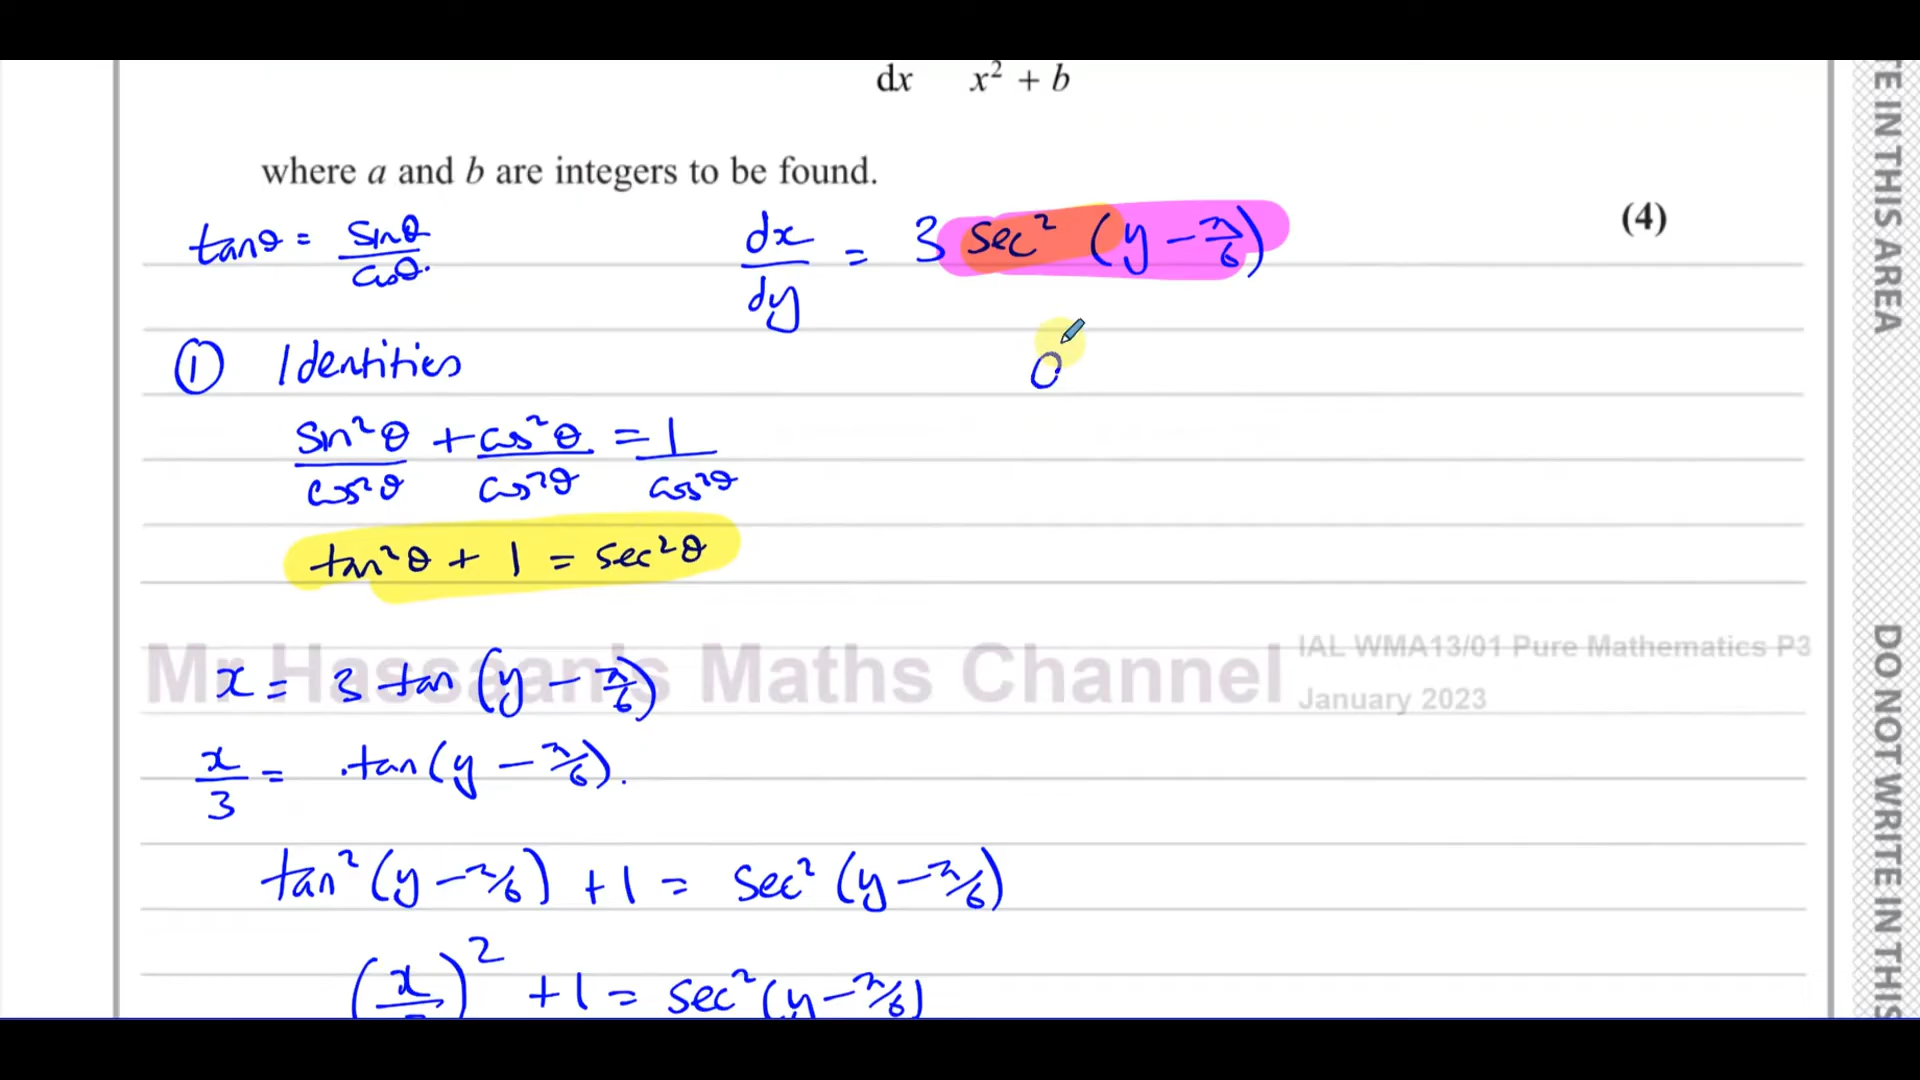 dx x² + b
where a and b are integers to be found.
(4)
tanθ = sinθ/cosθ.
dx/dy = 3 sec² (y - π/6)
① Identities
sin²θ/cos²θ + cos²θ/cos²θ = 1/cos²θ
tan²θ + 1 = sec²θ
Mr Hassaan's Maths Channel
IAL WMA13/01 Pure Mathematics P3
January 2023
x = 3 tan (y - π/6)
x/3 = tan(y - π/6).
tan² (y - π/6) + 1 = sec² (y - π/6)
(x/3)² + 1 = sec² (y - π/6)
TE IN THIS AREA
DO NOT WRITE IN THIS